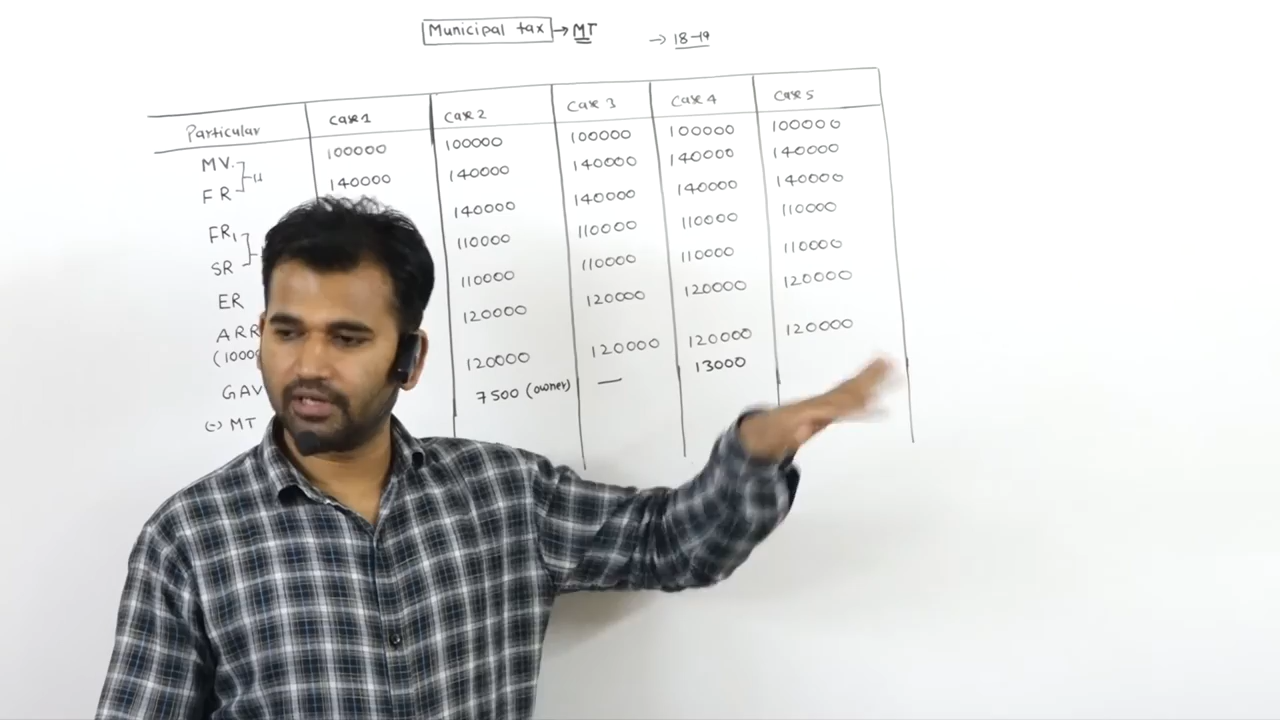 Municipal tax → MT → 18-19
Particular Case 1 Case 2 Case 3 Case 4 Case 5
MV. 100000 100000 100000 100000 100000
FR 140000 140000 140000 140000 140000
FR1 140000 140000 140000 140000
SR 110000 110000 110000 110000
ER 110000 110000 110000 110000
ARR 120000 120000 120000 120000
GAV 120000 120000 120000 120000
(-) MT 7500 (owner) — 13000